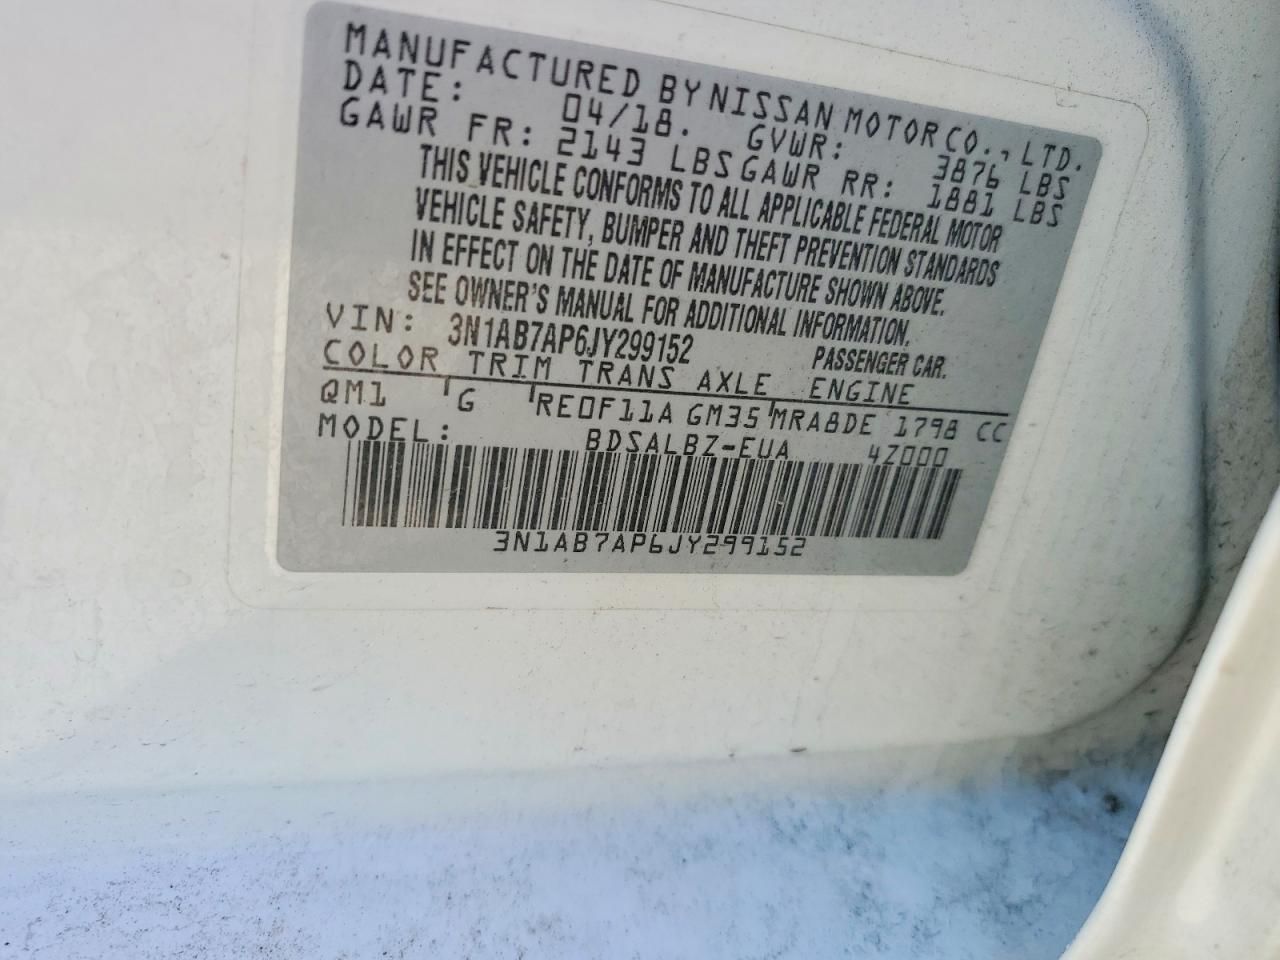 MANUFACTURED BY NISSAN MOTOR CO., LTD.
DATE: 04/18. GVWR: 3876 LBS
GAWR FR: 2143 LBS GAWR RR: 1881 LBS
THIS VEHICLE CONFORMS TO ALL APPLICABLE FEDERAL MOTOR
VEHICLE SAFETY, BUMPER AND THEFT PREVENTION STANDARDS
IN EFFECT ON THE DATE OF MANUFACTURE SHOWN ABOVE.
SEE OWNER'S MANUAL FOR ADDITIONAL INFORMATION.
VIN: 3N1AB7AP6JY299152 PASSENGER CAR.
COLOR TRIM TRANS AXLE ENGINE
QM1 G RE0F11A GM35 MRA8DE 1798 CC
MODEL: BDSALBZ-EUA 4Z000
3N1AB7AP6JY299152